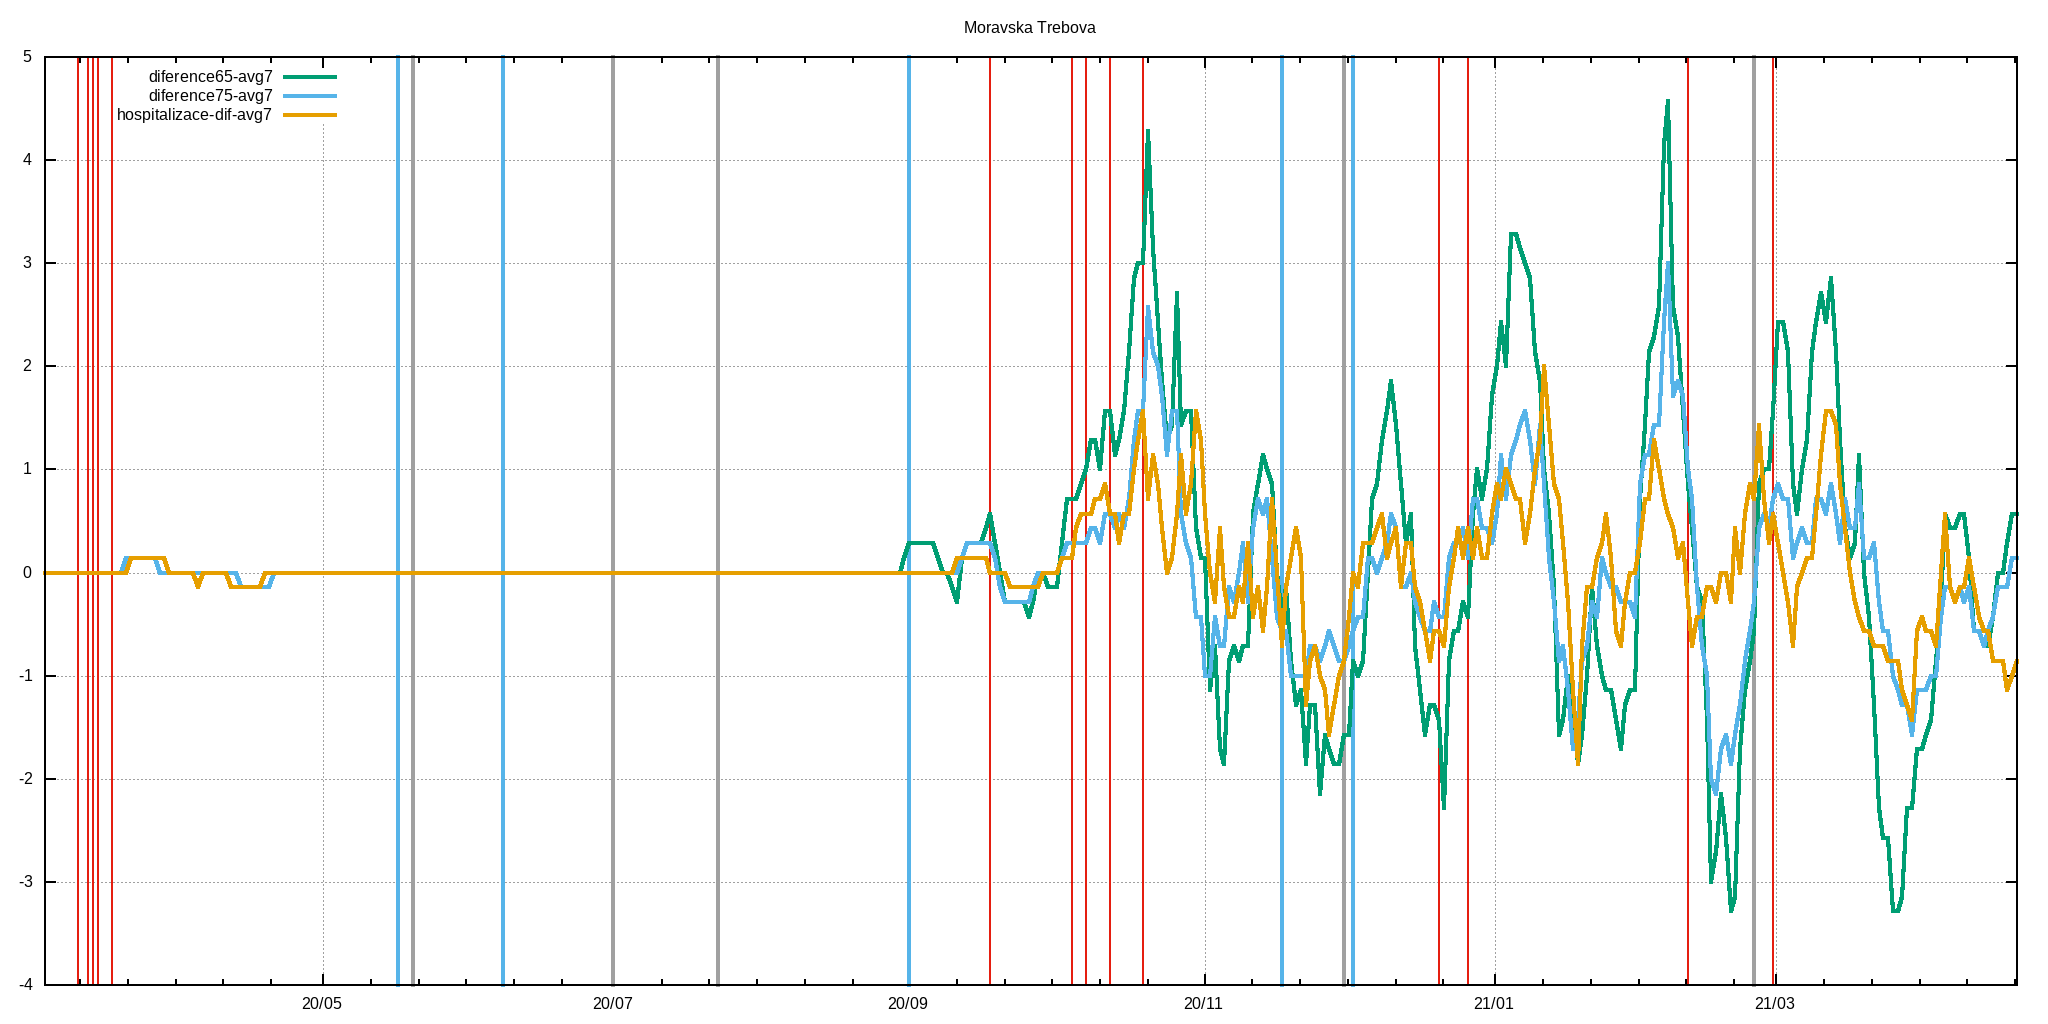 Moravska Trebova
diference65-avg7
diference75-avg7
hospitalizace-dif-avg7
5
4
3
2
1
0
-1
-2
-3
-4
20/05 20/07 20/09 20/11 21/01 21/03